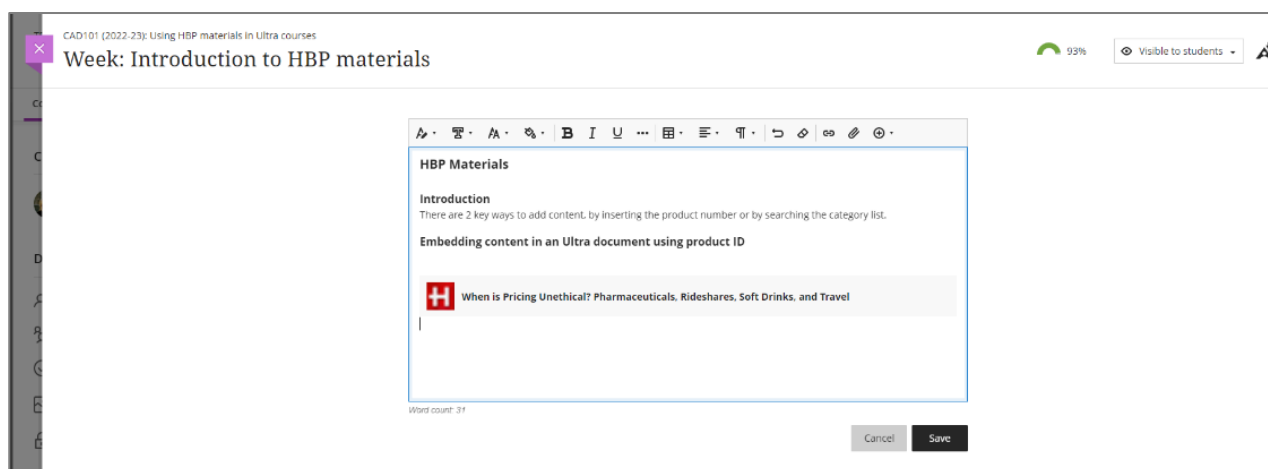 CAD101 (2022-23): Using HBP materials in Ultra courses
Week: Introduction to HBP materials
93%
Visible to students
HBP Materials
Introduction
There are 2 key ways to add content, by inserting the product number or by searching the category list.
Embedding content in an Ultra document using product ID
When is Pricing Unethical? Pharmaceuticals, Rideshares, Soft Drinks, and Travel
Word count: 31
Cancel
Save